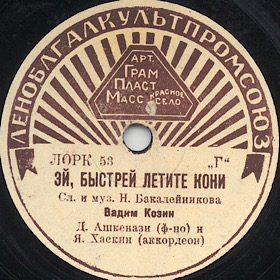 ЛЕНОБЛГАЛКУЛЬТПРОМСОЮЗ
АРТ.
ГРАМ
ПЛАСТ
МАСС
КРАСНОЕ
СЕЛО
ЛОРК 53 „Г"
ЭЙ, БЫСТРЕЙ ЛЕТИТЕ КОНИ
Сл. и муз. Н. Бакалейникова
Вадим Козин
Д. Ашкенази (ф-но) и
Я. Хаскин (аккордеон)